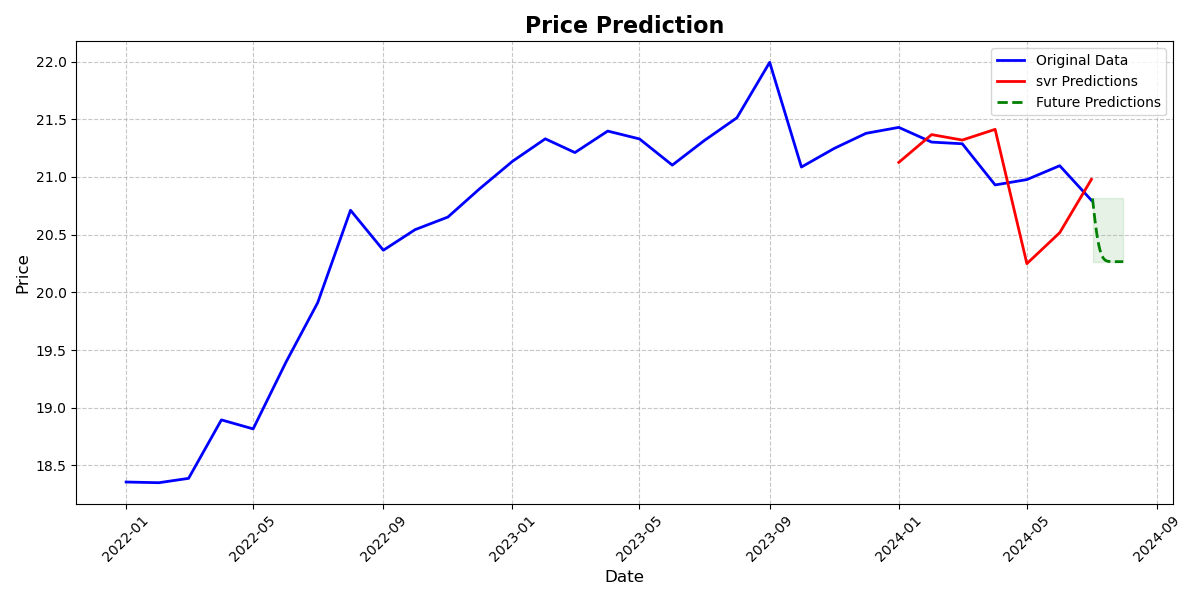 Price Prediction
Original Data
svr Predictions
Future Predictions
Price
22.0
21.5
21.0
20.5
20.0
19.5
19.0
18.5
2022-01
2022-05
2022-09
2023-01
2023-05
2023-09
2024-01
2024-05
2024-09
Date